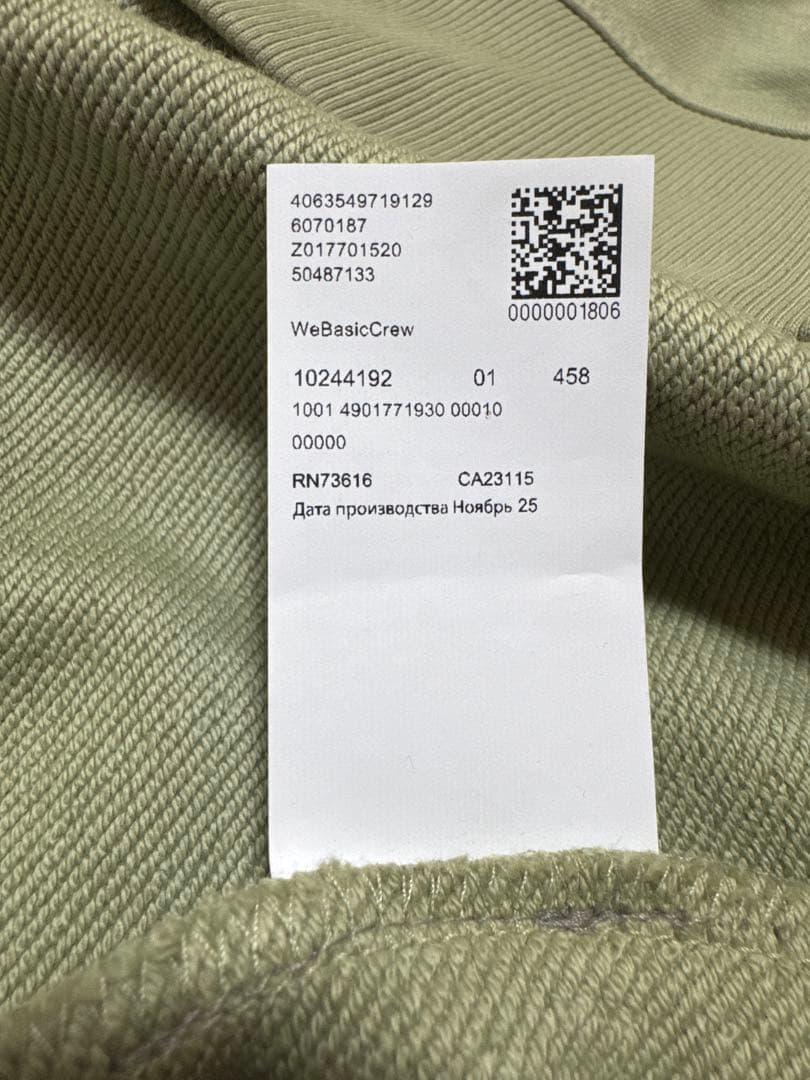 4063549719129
6070187
Z017701520
50487133
0000001806
WeBasicCrew
10244192 01 458
1001 4901771930 00010
00000
RN73616 CA23115
Дата производства Ноябрь 25